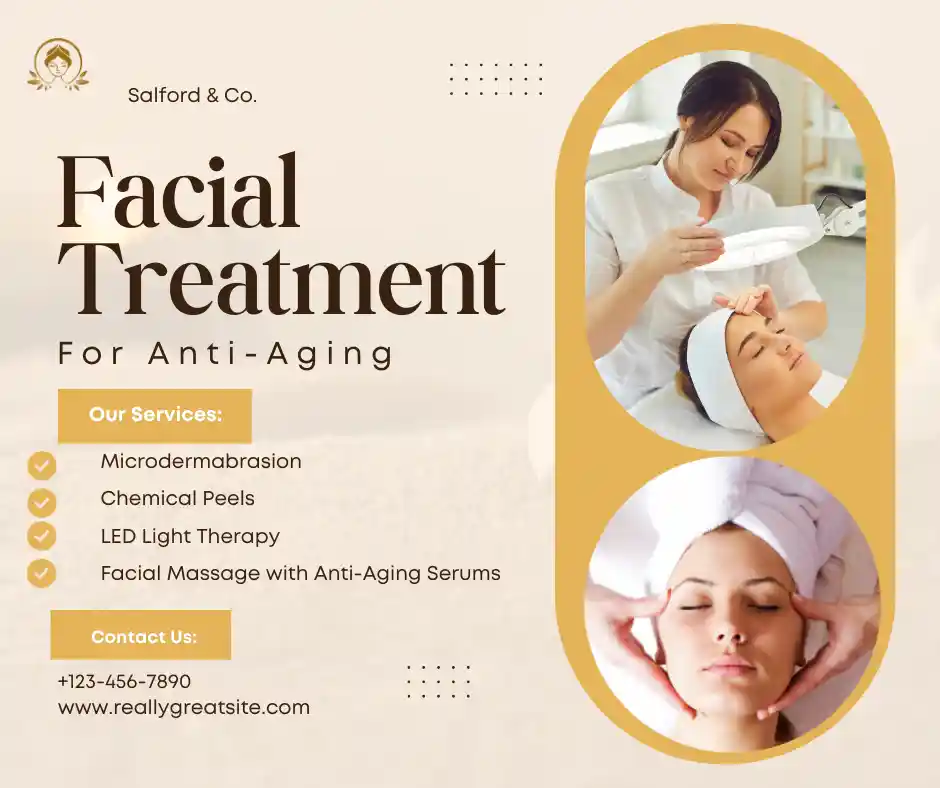 Salford & Co.
Facial
Treatment
For Anti-Aging
Our Services:
Microdermabrasion
Chemical Peels
LED Light Therapy
Facial Massage with Anti-Aging Serums
Contact Us:
+123-456-7890
www.reallygreatsite.com